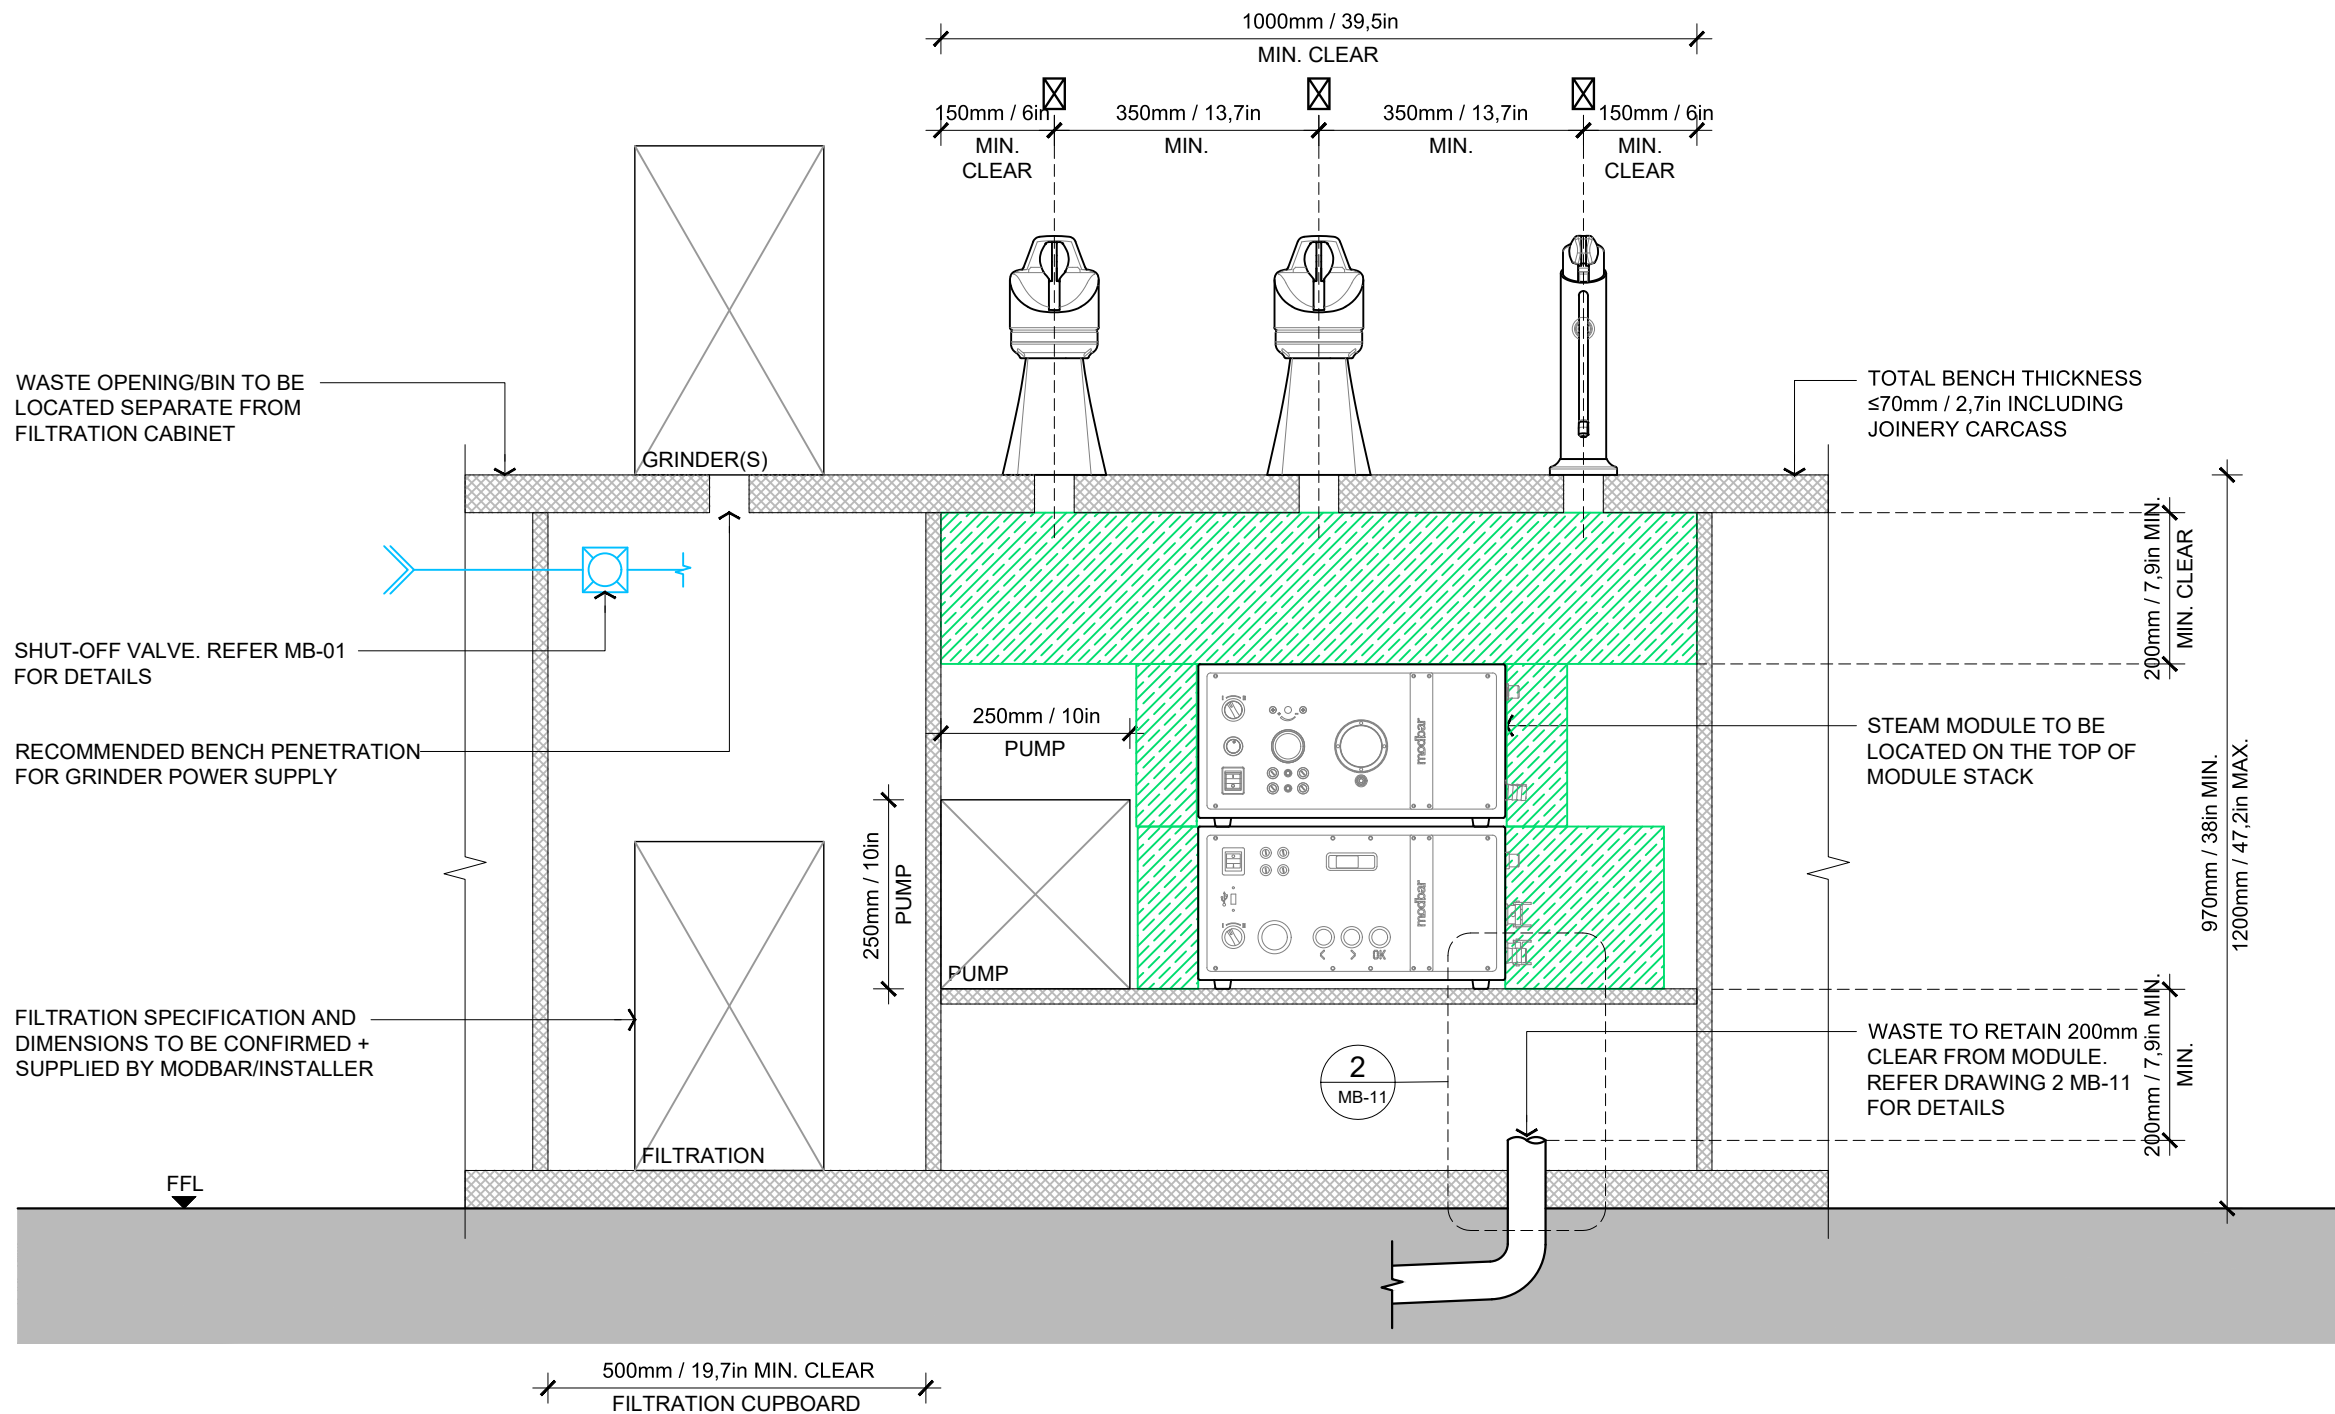 1000mm / 39,5in
MIN. CLEAR
150mm / 6in
MIN.
CLEAR
350mm / 13,7in
MIN.
350mm / 13,7in
MIN.
150mm / 6in
MIN.
CLEAR
WASTE OPENING/BIN TO BE
LOCATED SEPARATE FROM
FILTRATION CABINET
GRINDER(S)
TOTAL BENCH THICKNESS
≤70mm / 2,7in INCLUDING
JOINERY CARCASS
200mm / 7,9in MIN.
MIN. CLEAR
SHUT-OFF VALVE. REFER MB-01
FOR DETAILS
RECOMMENDED BENCH PENETRATION
FOR GRINDER POWER SUPPLY
250mm / 10in
PUMP
modbar
STEAM MODULE TO BE
LOCATED ON THE TOP OF
MODULE STACK
970mm / 38in MIN.
1200mm / 47,2in MAX.
250mm / 10in
PUMP
PUMP
modbar
< > OK
FILTRATION SPECIFICATION AND
DIMENSIONS TO BE CONFIRMED +
SUPPLIED BY MODBAR/INSTALLER
FILTRATION
2
MB-11
WASTE TO RETAIN 200mm
CLEAR FROM MODULE.
REFER DRAWING 2 MB-11
FOR DETAILS
200mm / 7,9in MIN.
MIN.
FFL
500mm / 19,7in MIN. CLEAR
FILTRATION CUPBOARD